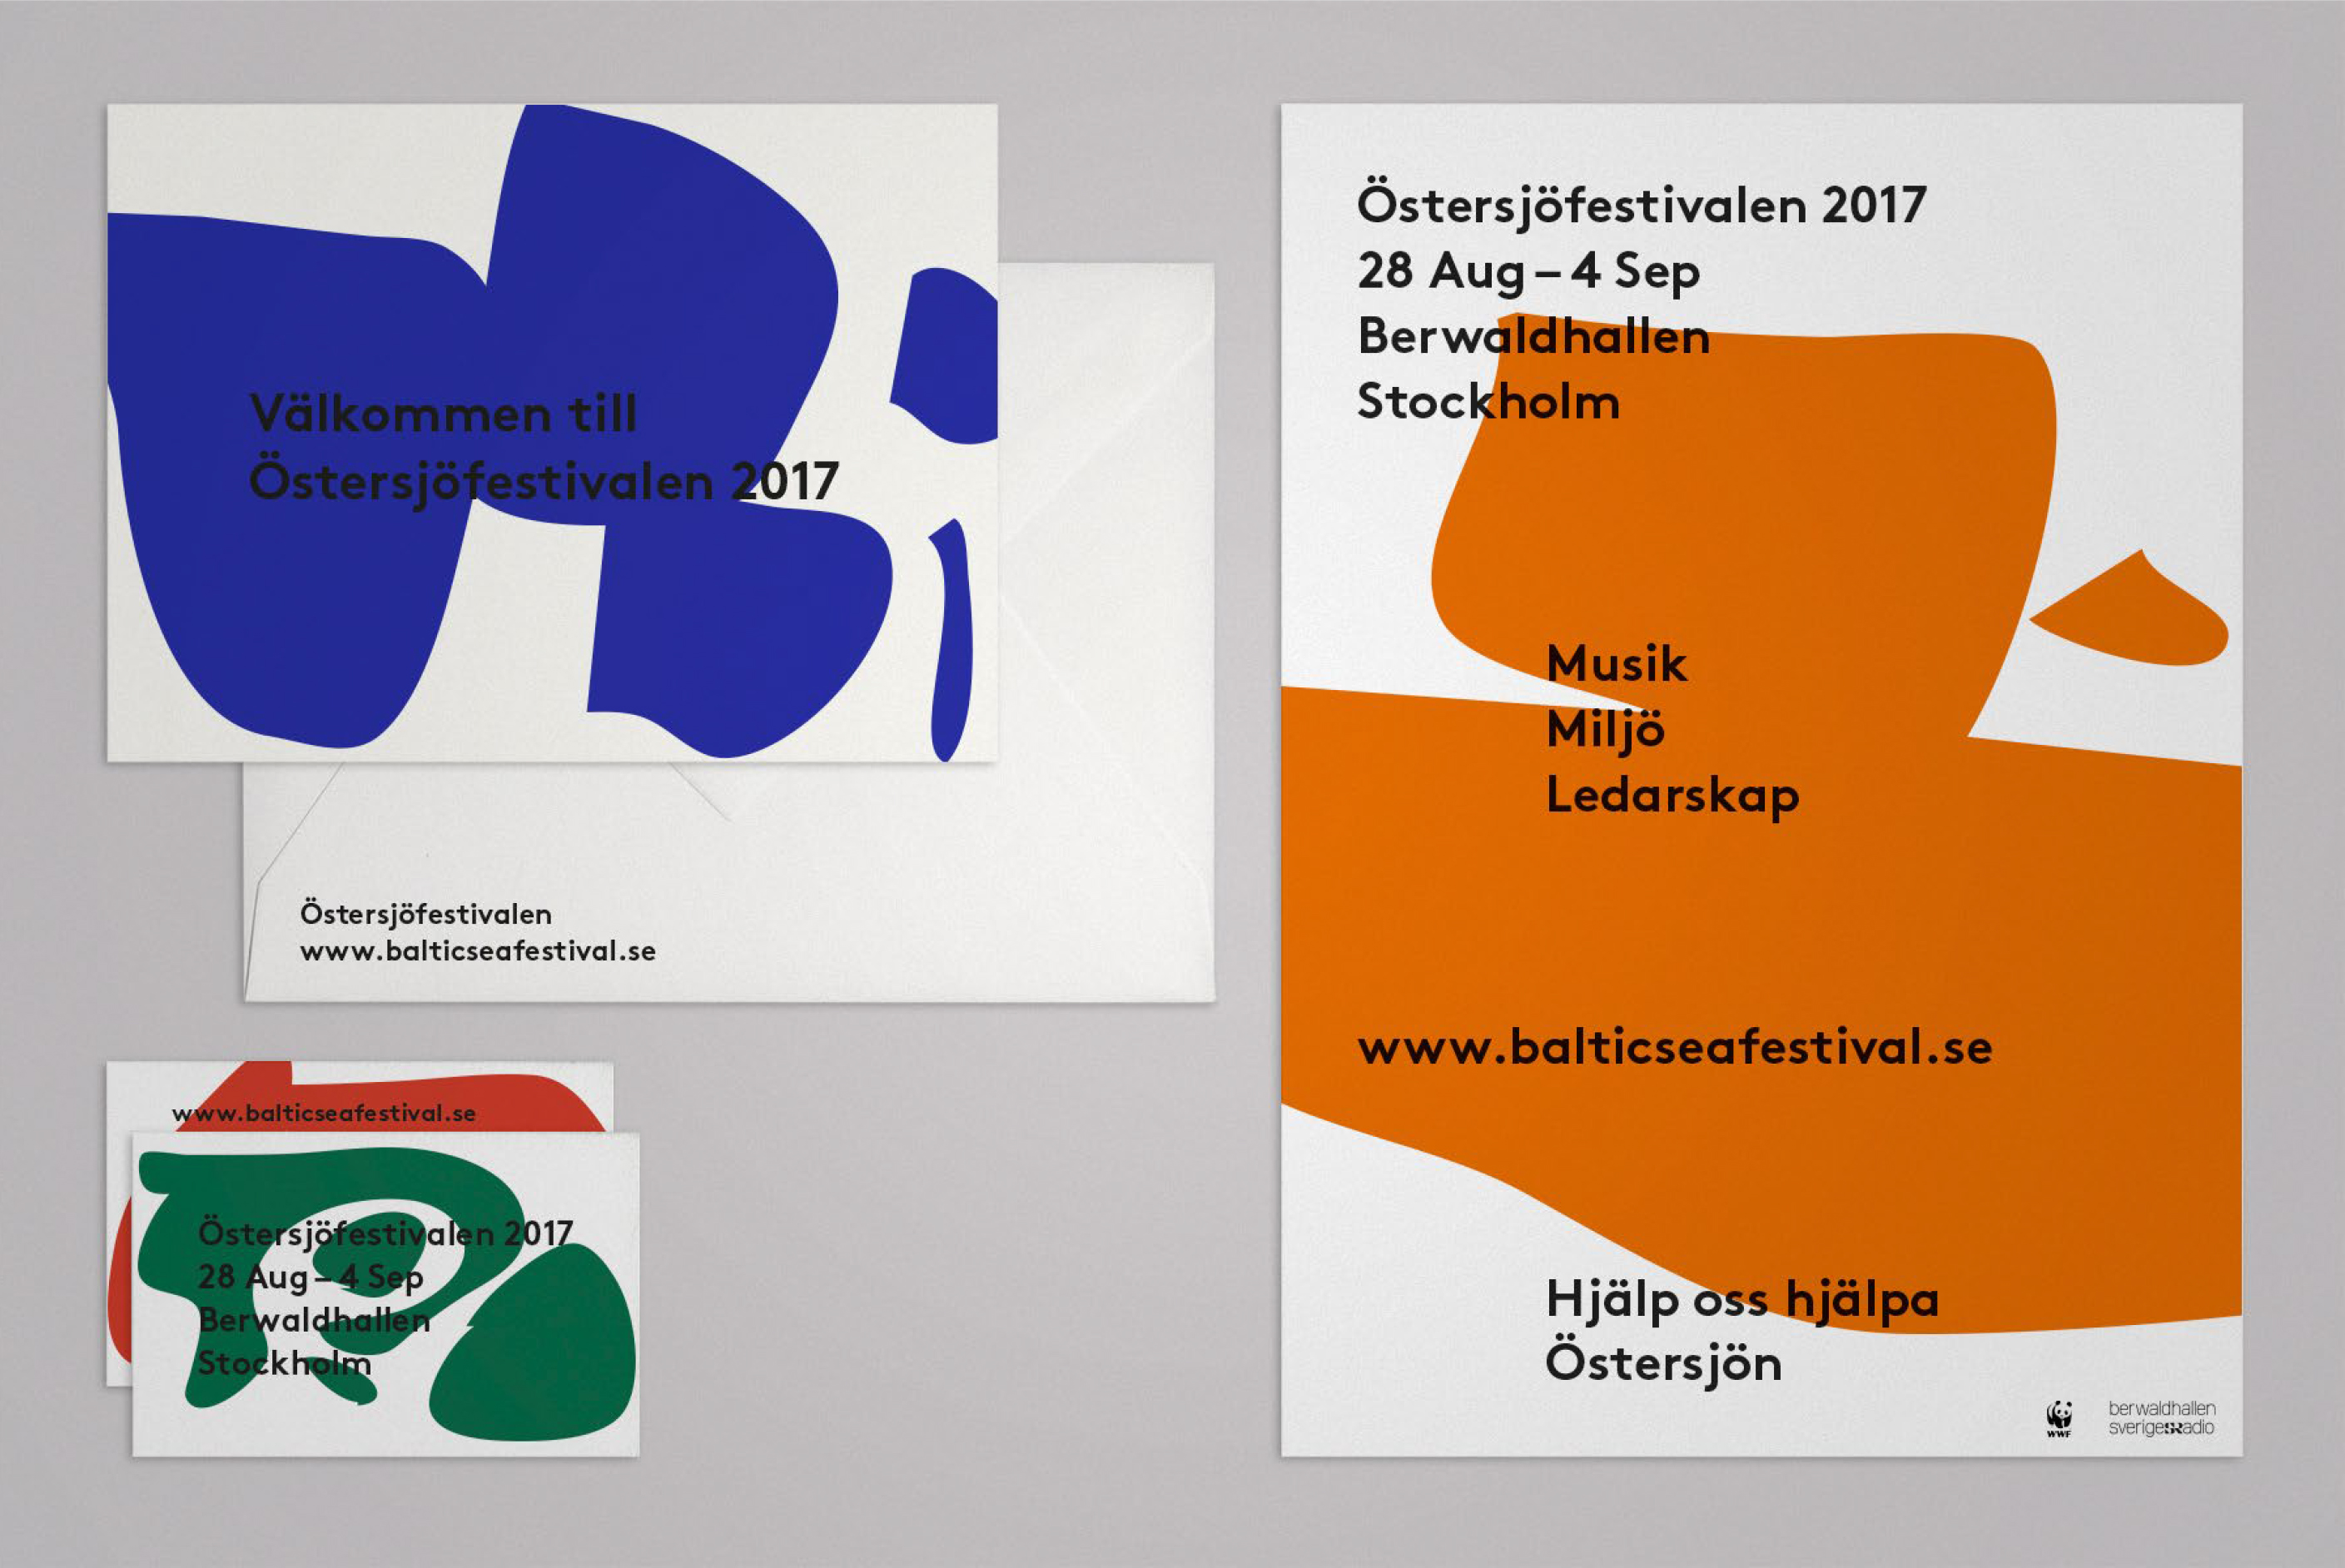 Välkommen till
Östersjöfestivalen 2017
Östersjöfestivalen
www.balticseafestival.se
www.balticseafestival.se
Östersjöfestivalen 2017
28 Aug – 4 Sep
Berwaldhallen
Stockholm
Östersjöfestivalen 2017
28 Aug – 4 Sep
Berwaldhallen
Stockholm
Musik
Miljö
Ledarskap
www.balticseafestival.se
Hjälp oss hjälpa
Östersjön
WWF
berwaldhallen
sverigesRadio